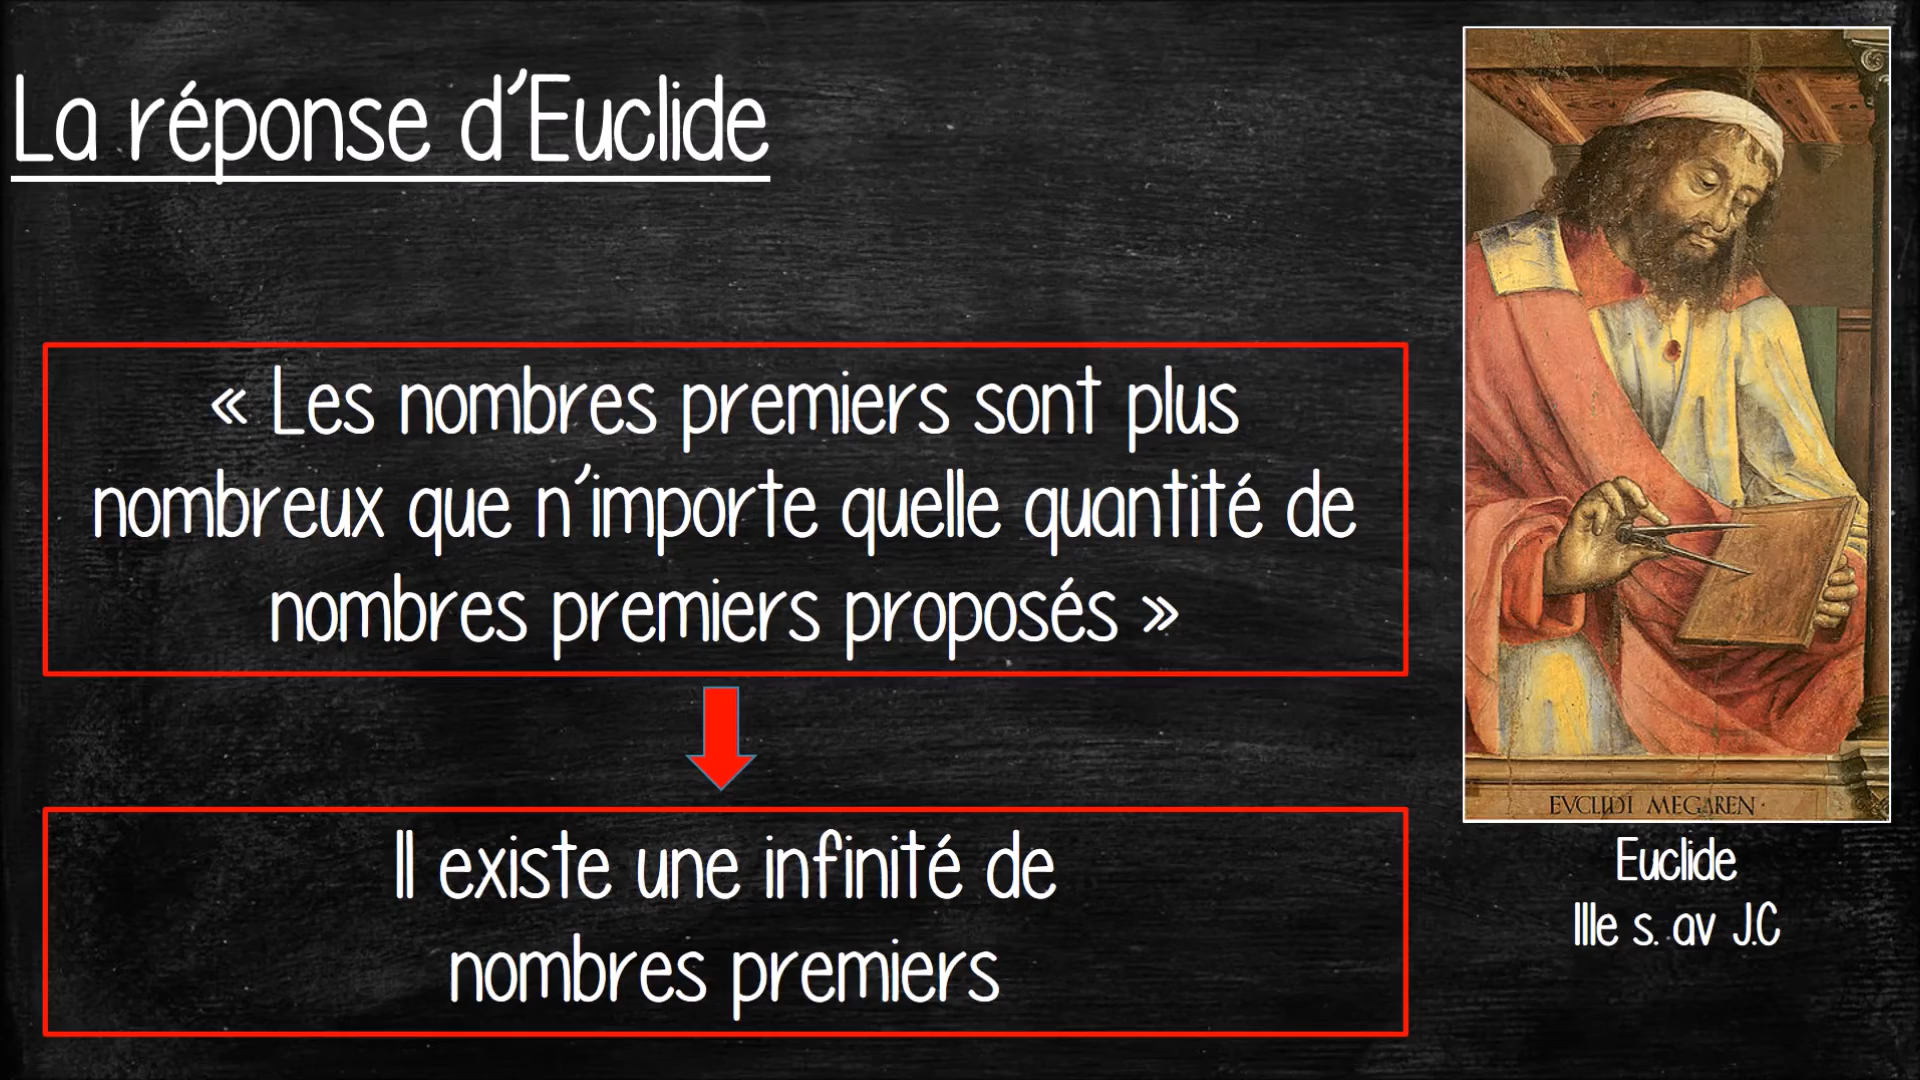 La réponse d'Euclide
« Les nombres premiers sont plus
nombreux que n'importe quelle quantité de
nombres premiers proposés »
Il existe une infinité de
nombres premiers
EVCLIDI MEGAREN·
Euclide
IIIe s. av J.C